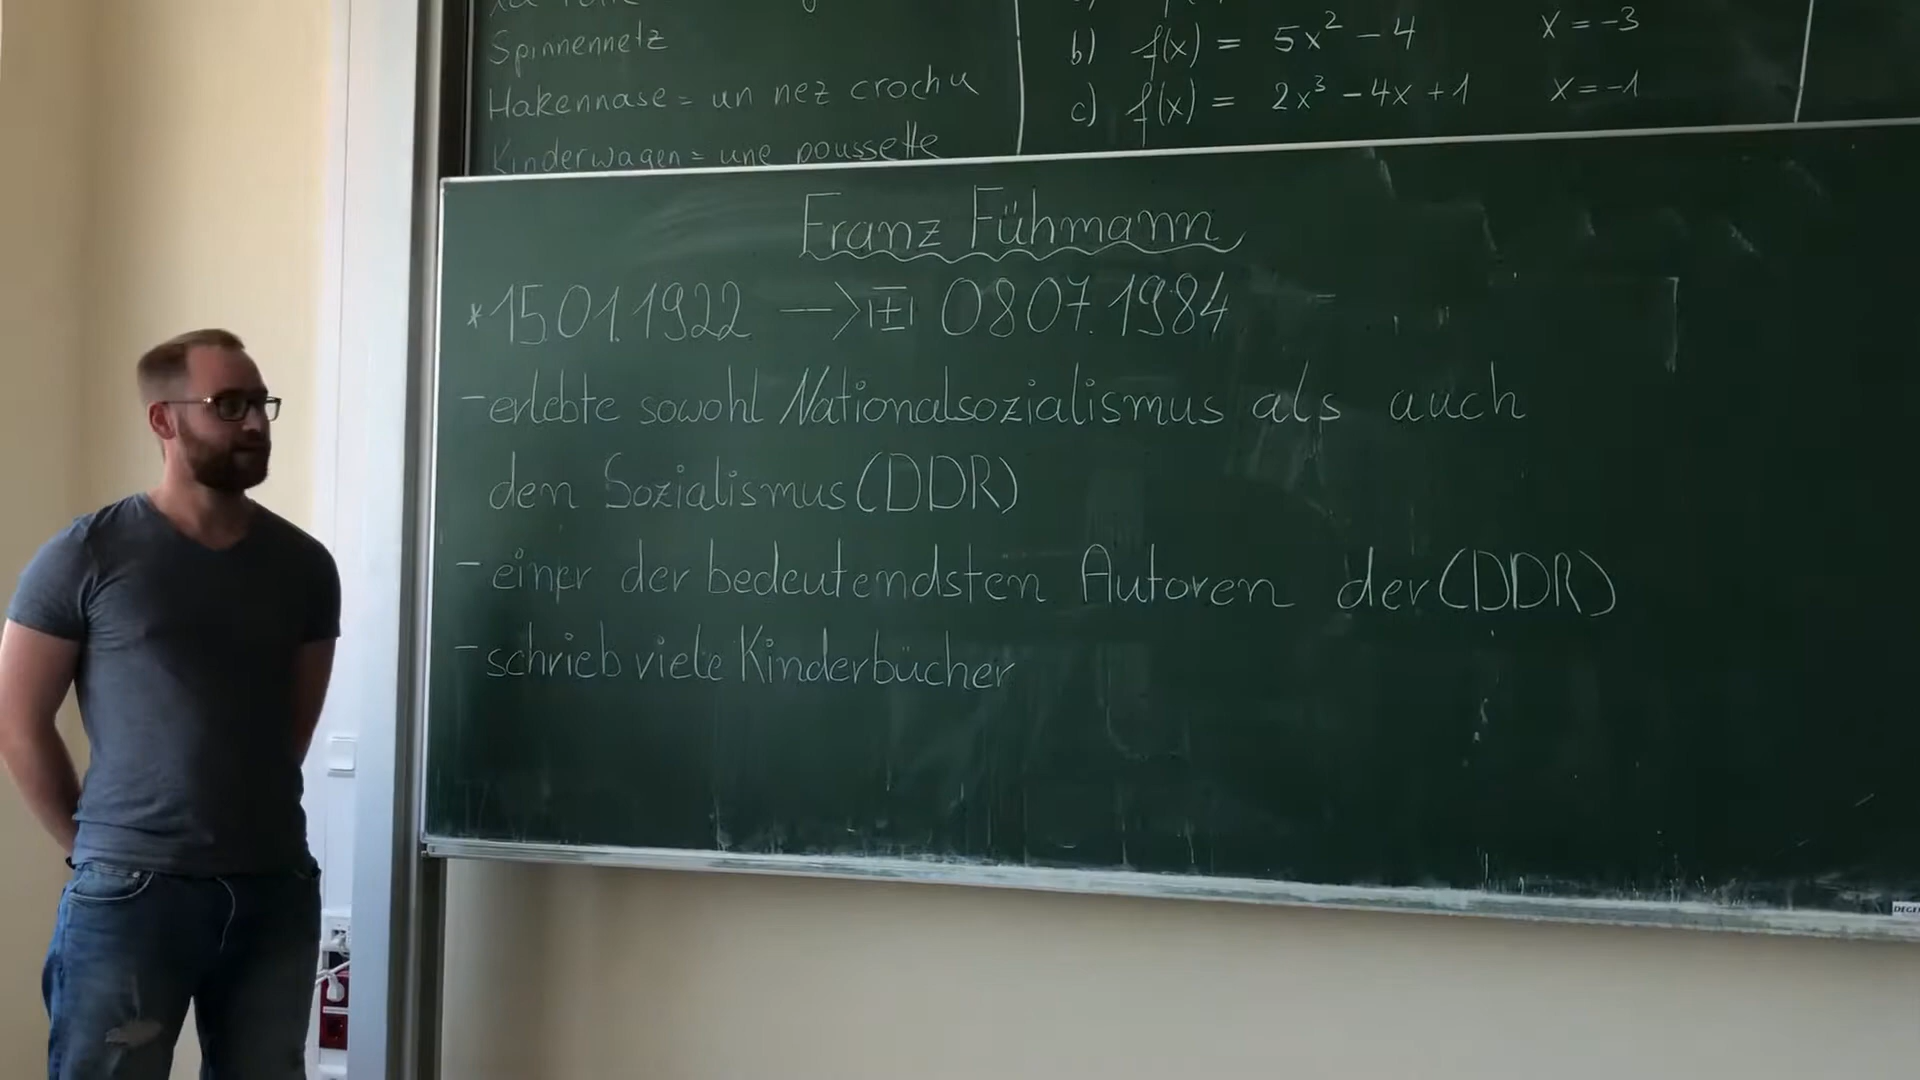 Spinnennetz
Hakennase = un nez crochu
Kinderwagen = une poussette
b) f(x) = 5x² - 4 x = -3
c) f(x) = 2x³ - 4x + 1 x = -1
Franz Fühmann
*15.01.1922 → 08.07.1984
- erlebte sowohl Nationalsozialismus als auch
den Sozialismus (DDR)
- einer der bedeutendsten Autoren der (DDR)
- schrieb viele Kinderbücher